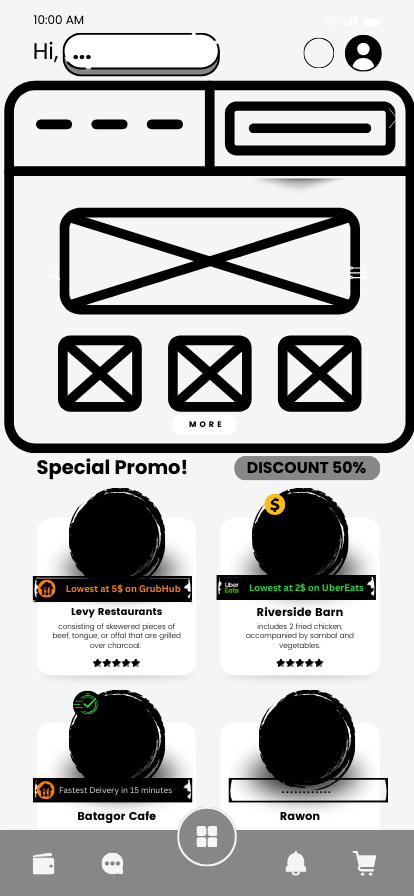 10:00 AM
Hi, ...
MORE
Special Promo!
DISCOUNT 50%
Lowest at 5$ on GrubHub
Uber
Eats
Lowest at 2$ on UberEats
Levy Restaurants
consisting of skewered pieces of
beef, tongue, or offal that are grilled
over charcoal.
Riverside Barn
includes 2 fried chicken,
accompanied by sambal and
vegetables.
Fastest Delivery in 15 minutes
............
Batagor Cafe
Rawon